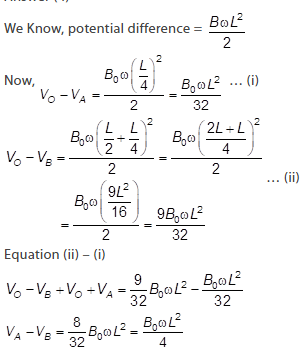 We Know, potential difference = BωL²/2
Now,
V_O − V_A = B₀ω(L/4)²/2 = B₀ωL²/32 … (i)
V_O − V_B = B₀ω(L/2 + L/4)²/2 = B₀ω((2L + L)/4)²/2
… (ii)
= B₀ω(9L²/16)/2 = 9B₀ωL²/32
Equation (ii) – (i)
V_O − V_B + V_O + V_A = 9/32 B₀ωL² − B₀ωL²/32
V_A − V_B = 8/32 B₀ωL² = B₀ωL²/4